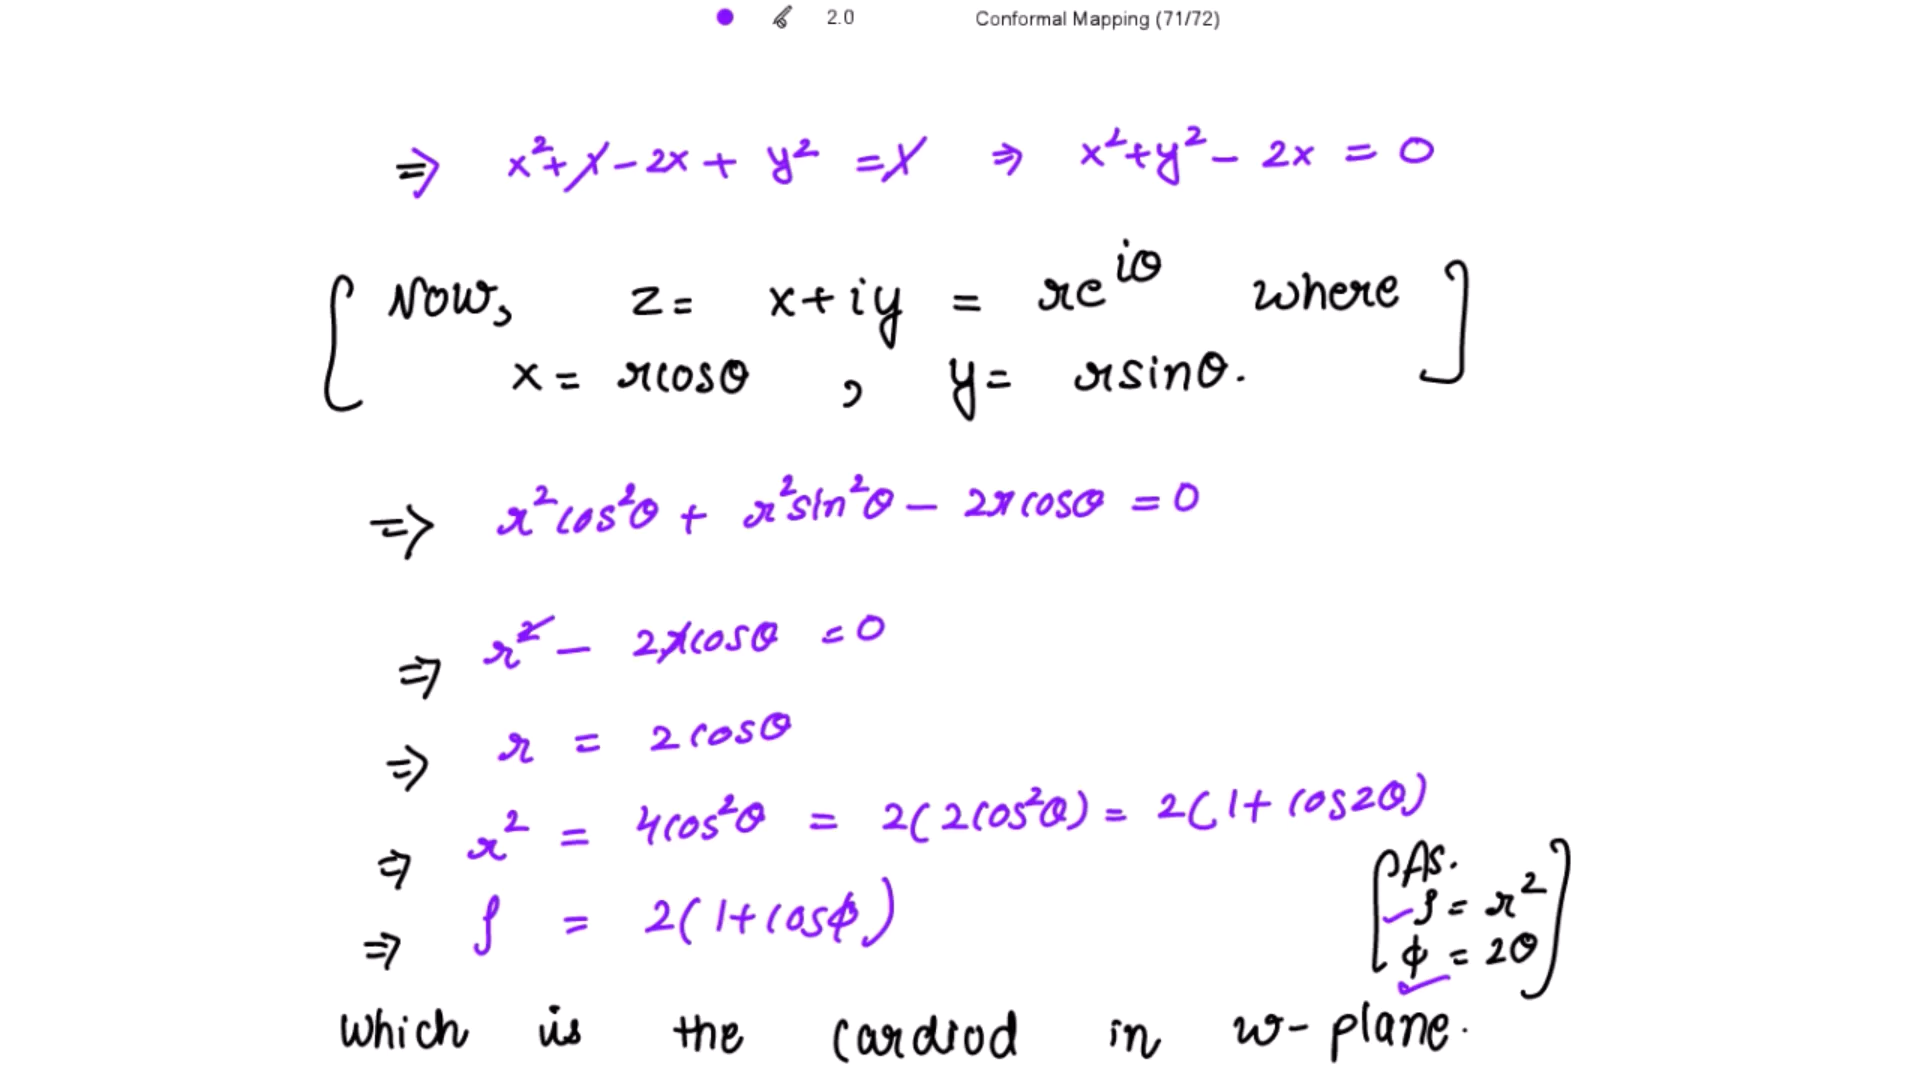 2.0 Conformal Mapping (71/72)
⇒ x²+1-2x+y² =1 ⇒ x²+y²- 2x = 0
[ Now, z= x+iy = re^iθ where ]
x= rcosθ , y= rsinθ.
⇒ r²cos²θ + r²sin²θ - 2rcosθ =0
⇒ r² - 2rcosθ =0
⇒ r = 2cosθ
⇒ r² = 4cos²θ = 2(2cos²θ) = 2(1+cos2θ)
⇒ ρ = 2(1+cosϕ)
[As.
ρ = r²
ϕ = 2θ]
which is the cardiod in w-plane.